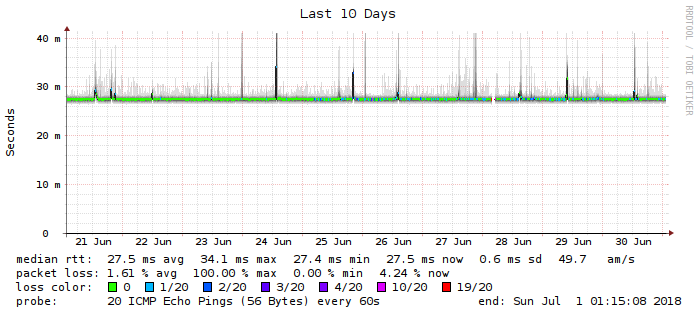 Last 10 Days
RRDTOOL / TOBI OETIKER
Seconds
40 m
30 m
20 m
10 m
0
21 Jun 22 Jun 23 Jun 24 Jun 25 Jun 26 Jun 27 Jun 28 Jun 29 Jun 30 Jun
median rtt: 27.5 ms avg 34.1 ms max 27.4 ms min 27.5 ms now 0.6 ms sd 49.7 am/s
packet loss: 1.61 % avg 100.00 % max 0.00 % min 4.24 % now
loss color: 0 1/20 2/20 3/20 4/20 10/20 19/20
probe: 20 ICMP Echo Pings (56 Bytes) every 60s end: Sun Jul 1 01:15:08 2018